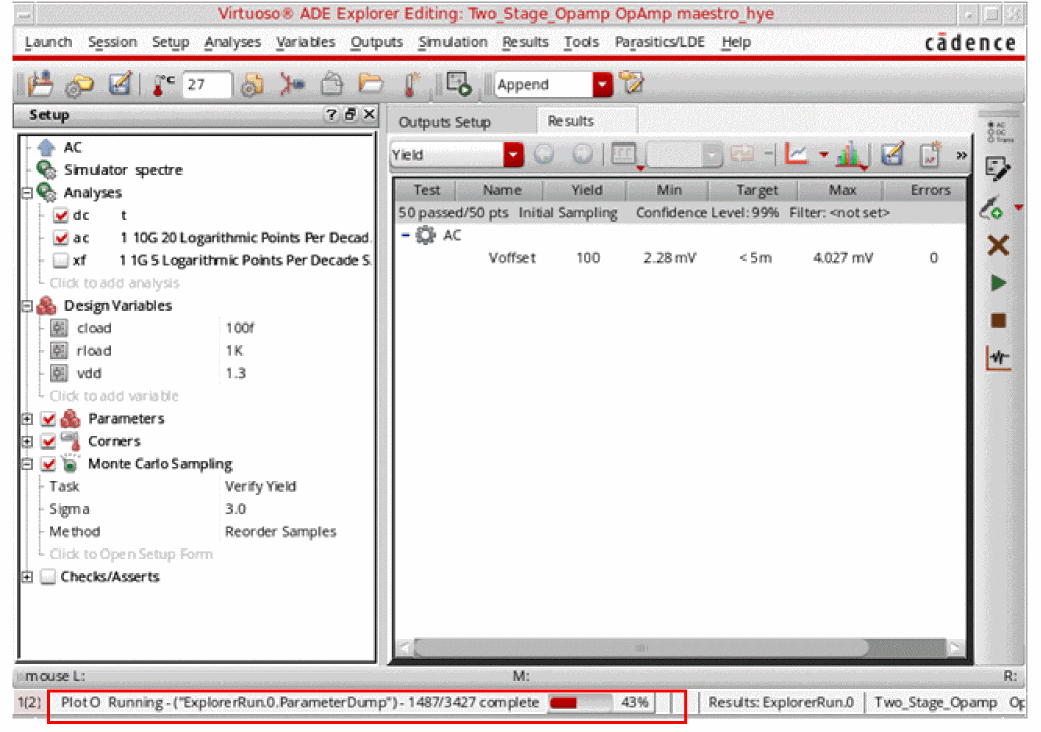 Virtuoso® ADE Explorer Editing: Two_Stage_Opamp OpAmp maestro_hye
Launch Session Setup Analyses Variables Outputs Simulation Results Tools Parasitics/LDE Help cādence
°C 27 Append
Setup
Outputs Setup Results
AC
Simulator spectre
Analyses
dc t
ac 1 10G 20 Logarithmic Points Per Decad
xf 1 1G 5 Logarithmic Points Per Decade S.
Click to add analysis
Design Variables
cload 100f
rload 1K
vdd 1.3
Click to add variable
Parameters
Corners
Monte Carlo Sampling
Task Verify Yield
Sigma 3.0
Method Reorder Samples
Click to Open Setup Form
Checks/Asserts
Yield
Test Name Yield Min Target Max Errors
50 passed/50 pts Initial Sampling Confidence Level: 99% Filter: <not set>
AC
Voffset 100 2.28 mV < 5m 4.027 mV 0
AC
DC
Trans
mouse L: M: R:
1(2) Plot O Running - ("ExplorerRun.0.ParameterDump") - 1487/3427 complete 43% Results: ExplorerRun.0 Two_Stage_Opamp Op